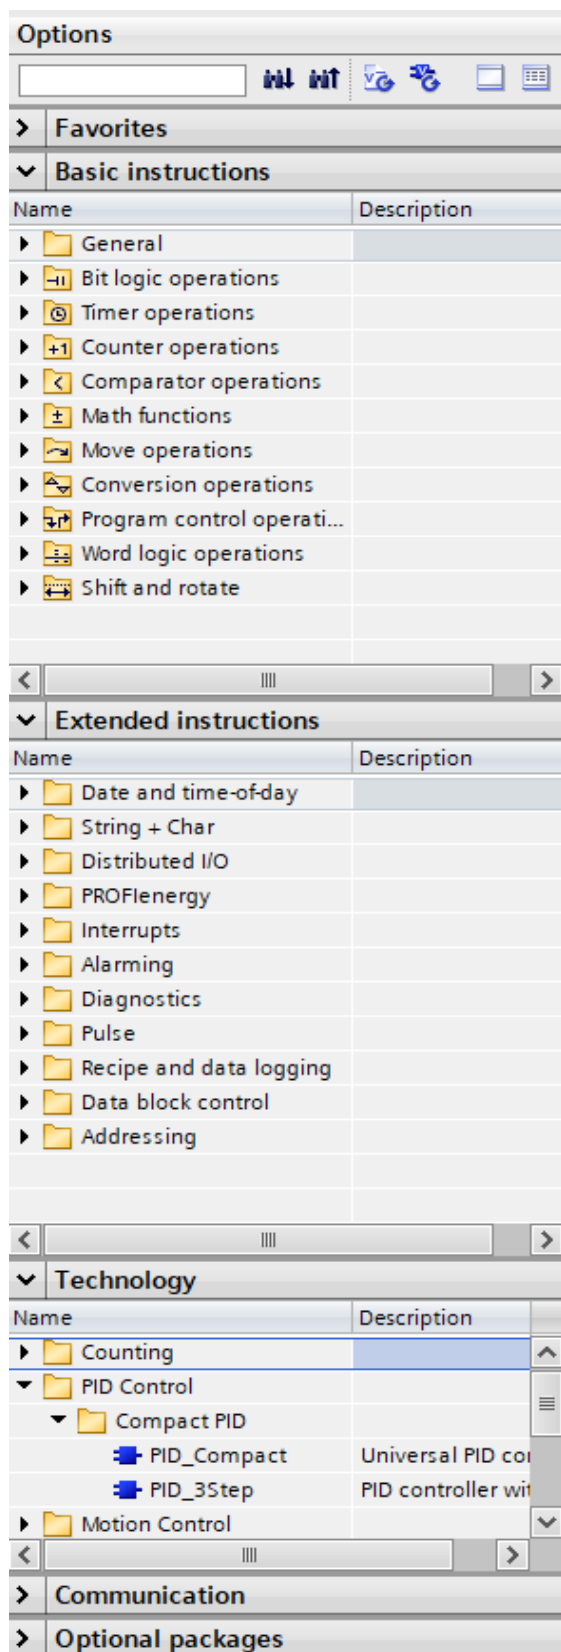 Options
Favorites
Basic instructions
Name Description
General
Bit logic operations
Timer operations
+1 Counter operations
Comparator operations
± Math functions
Move operations
Conversion operations
Program control operati...
Word logic operations
Shift and rotate
Extended instructions
Name Description
Date and time-of-day
String + Char
Distributed I/O
PROFIenergy
Interrupts
Alarming
Diagnostics
Pulse
Recipe and data logging
Data block control
Addressing
Technology
Name Description
Counting
PID Control
Compact PID
PID_Compact Universal PID
PID_3Step PID controller
Motion Control
Communication
Optional packages